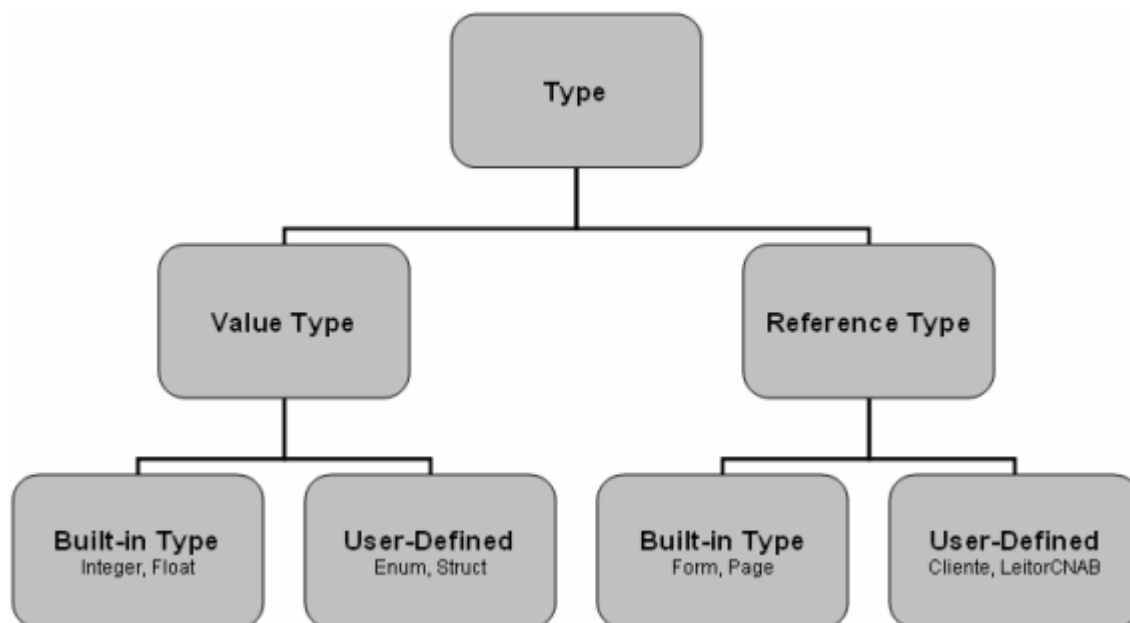 Type
Value Type
Reference Type
Built-in Type
Integer, Float
User-Defined
Enum, Struct
Built-in Type
Form, Page
User-Defined
Cliente, LeitorCNAB